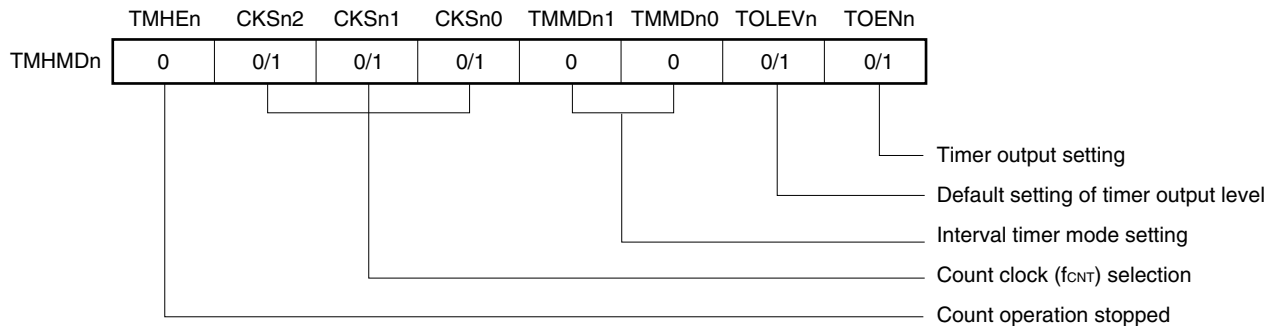 TMHEn CKSn2 CKSn1 CKSn0 TMMDn1 TMMDn0 TOLEVn TOENn
TMHMDn 0 0/1 0/1 0/1 0 0 0/1 0/1
Timer output setting
Default setting of timer output level
Interval timer mode setting
Count clock (fCNT) selection
Count operation stopped